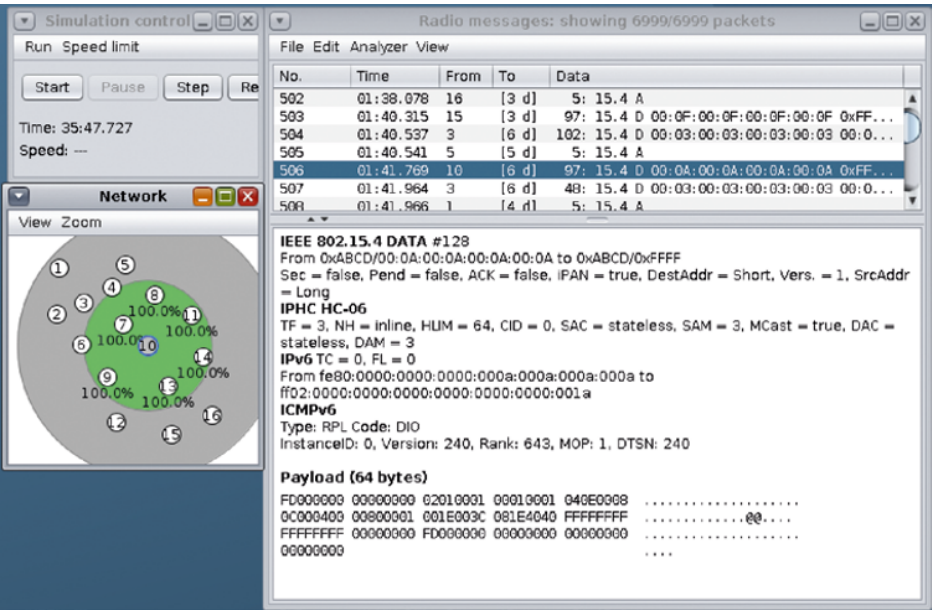 Simulation control
Run Speed limit
Start Pause Step Re
Time: 35:47.727
Speed: ---
Network
View Zoom
1
5
4
8
3
2
100.0%
11
7
100.0%
6
100.0%
10
14
9
100.0%
13
100.0%
100.0%
12
16
15
Radio messages: showing 6999/6999 packets
File Edit Analyzer View
No. Time From To Data
502 01:38.078 16 [3 d] 5: 15.4 A
503 01:40.315 15 [3 d] 97: 15.4 D 00:0F:00:0F:00:0F:00:0F 0xFF...
504 01:40.537 3 [6 d] 102: 15.4 D 00:03:00:03:00:03:00:03 00:0...
505 01:40.541 5 [5 d] 5: 15.4 A
506 01:41.769 10 [6 d] 97: 15.4 D 00:0A:00:0A:00:0A:00:0A 0xFF...
507 01:41.964 3 [6 d] 48: 15.4 D 00:03:00:03:00:03:00:03 00:0...
508 01:41.966 1 [4 d] 5: 15.4 A
IEEE 802.15.4 DATA #128
From 0xABCD/00:0A:00:0A:00:0A:00:0A to 0xABCD/0xFFFF
Sec = false, Pend = false, ACK = false, iPAN = true, DestAddr = Short, Vers. = 1, SrcAddr
= Long
IPHC HC-06
TF = 3, NH = inline, HLIM = 64, CID = 0, SAC = stateless, SAM = 3, MCast = true, DAC =
stateless, DAM = 3
IPv6 TC = 0, FL = 0
From fe80:0000:0000:0000:000a:000a:000a:000a to
ff02:0000:0000:0000:0000:0000:0000:001a
ICMPv6
Type: RPL Code: DIO
InstanceID: 0, Version: 240, Rank: 643, MOP: 1, DTSN: 240
Payload (64 bytes)
FD000000 00000000 02010001 00010001 040E0008 ....................
0C000400 00800001 001E003C 081E4040 FFFFFFFF ..............@@....
FFFFFFFF 00000000 FD000000 00000000 00000000 ....................
00000000 ....